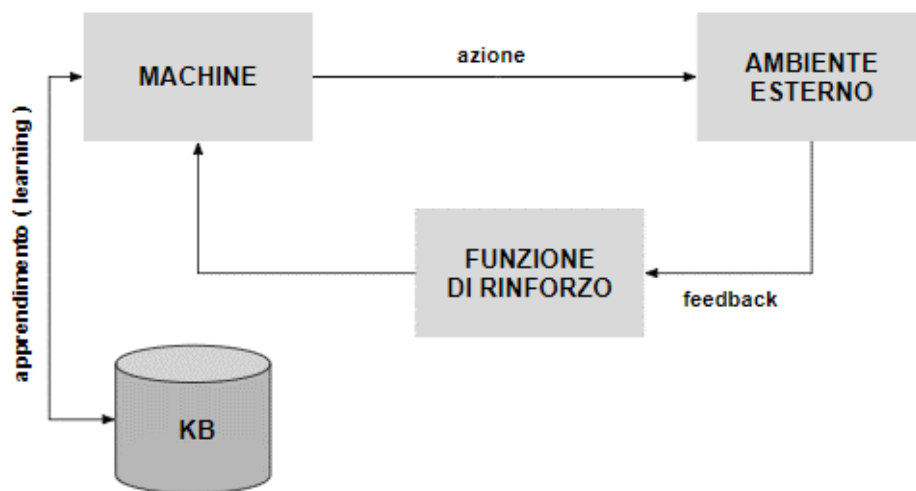 MACHINE
azione
AMBIENTE
ESTERNO
apprendimento ( learning )
FUNZIONE
DI RINFORZO
feedback
KB